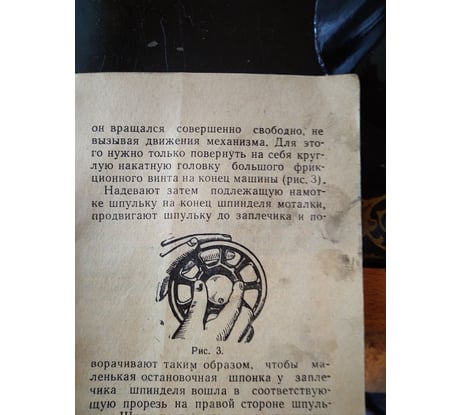 он вращался совершенно свободно, не
вызывая движения механизма. Для это-
го нужно только повернуть на себя круг-
лую накатную головку большого фрик-
ционного винта на конец машины (рис. 3).
Надевают затем подлежащую намот-
ке шпульку на конец шпинделя моталки,
продвигают шпульку до заплечика и по-
Рис. 3.
ворачивают таким образом, чтобы ма-
ленькая остановочная шпонка у запле-
чика шпинделя вошла в соответствую-
щую прорезь на правой стороне шпуль-